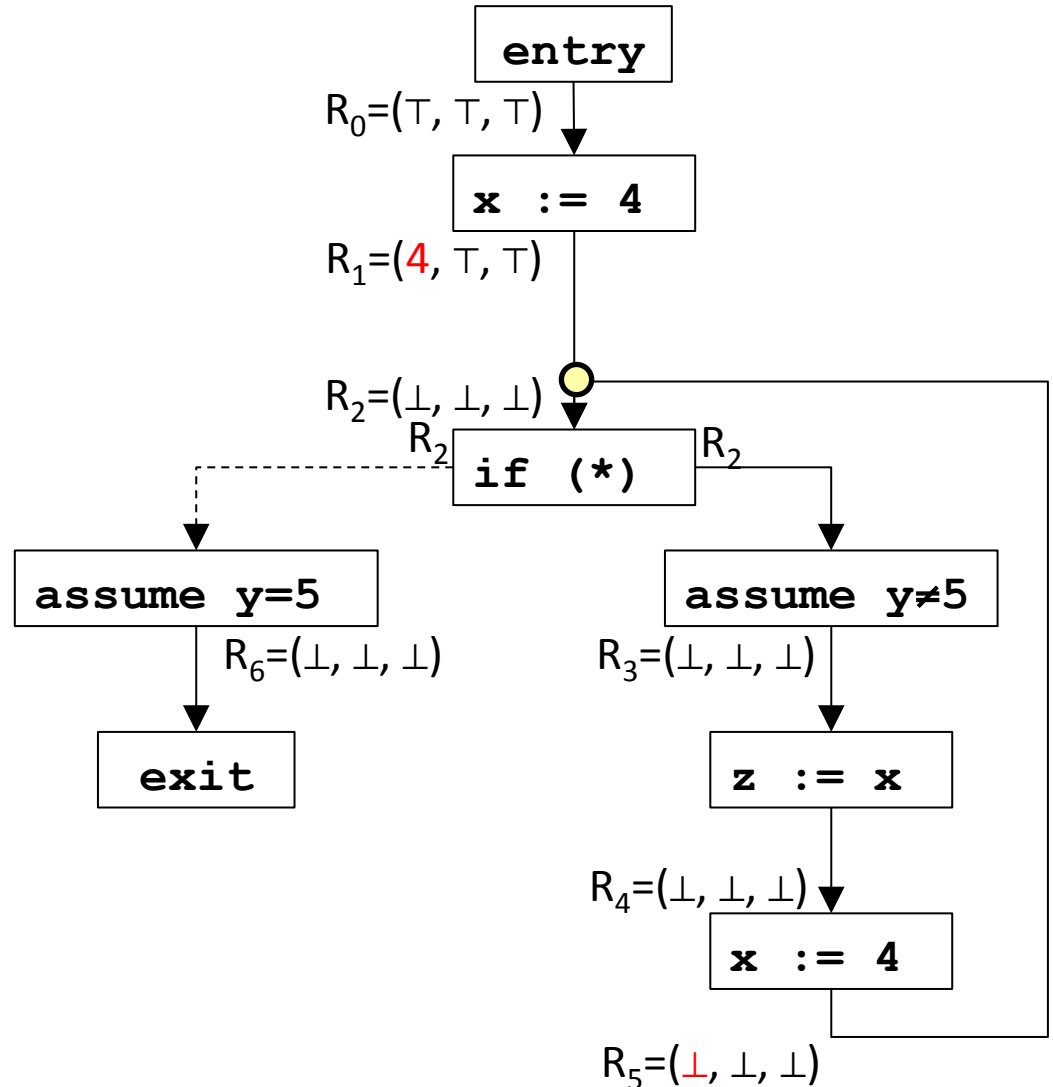 entry
R₀=(⊤, ⊤, ⊤)
x := 4
R₁=(4, ⊤, ⊤)
R₂=(⊥, ⊥, ⊥)
R₂
if (*)
R₂
assume y=5
assume y≠5
R₆=(⊥, ⊥, ⊥)
R₃=(⊥, ⊥, ⊥)
exit
z := x
R₄=(⊥, ⊥, ⊥)
x := 4
R₅=(⊥, ⊥, ⊥)